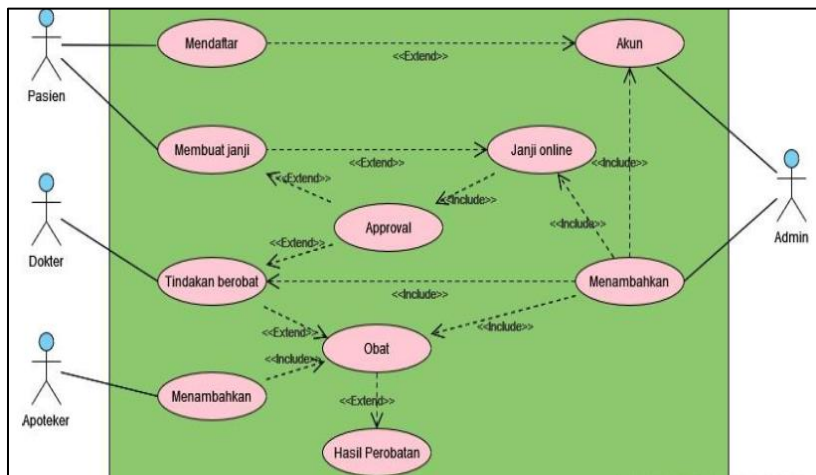 Mendaftar
<<Extend>>
Akun
Pasien
Membuat janji
<<Extend>>
Janji online
<<Include>>
<<Extend>>
<<Include>>
Approval
<<Include>>
Dokter
<<Extend>>
Admin
Tindakan berobat
<<Include>>
Menambahkan
<<Extend>>
<<Include>>
Obat
<<Include>>
Menambahkan
Apoteker
<<Extend>>
Hasil Perobatan